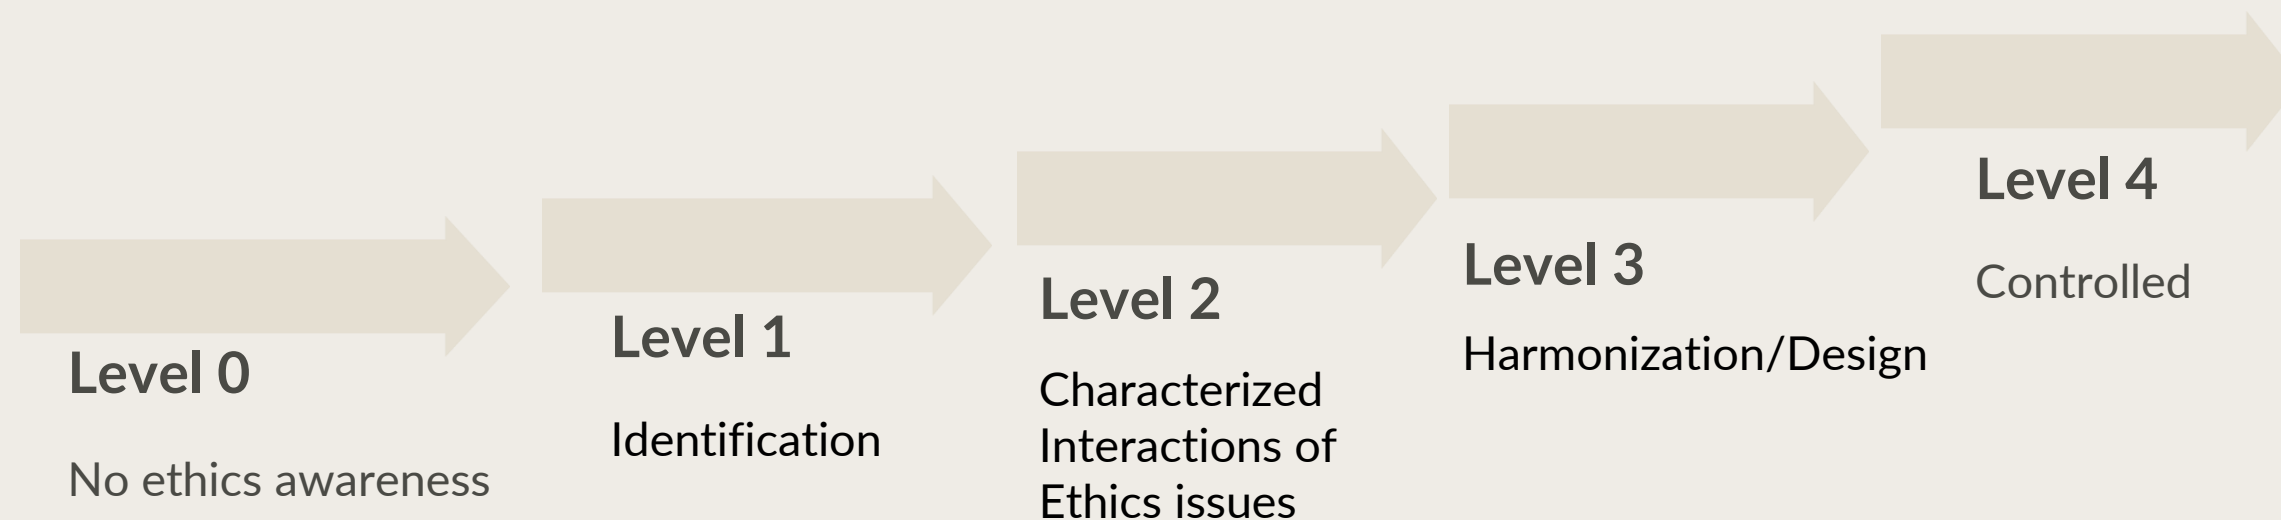 Level 0
No ethics awareness
Level 1
Identification
Level 2
Characterized
Interactions of
Ethics issues
Level 3
Harmonization/Design
Level 4
Controlled